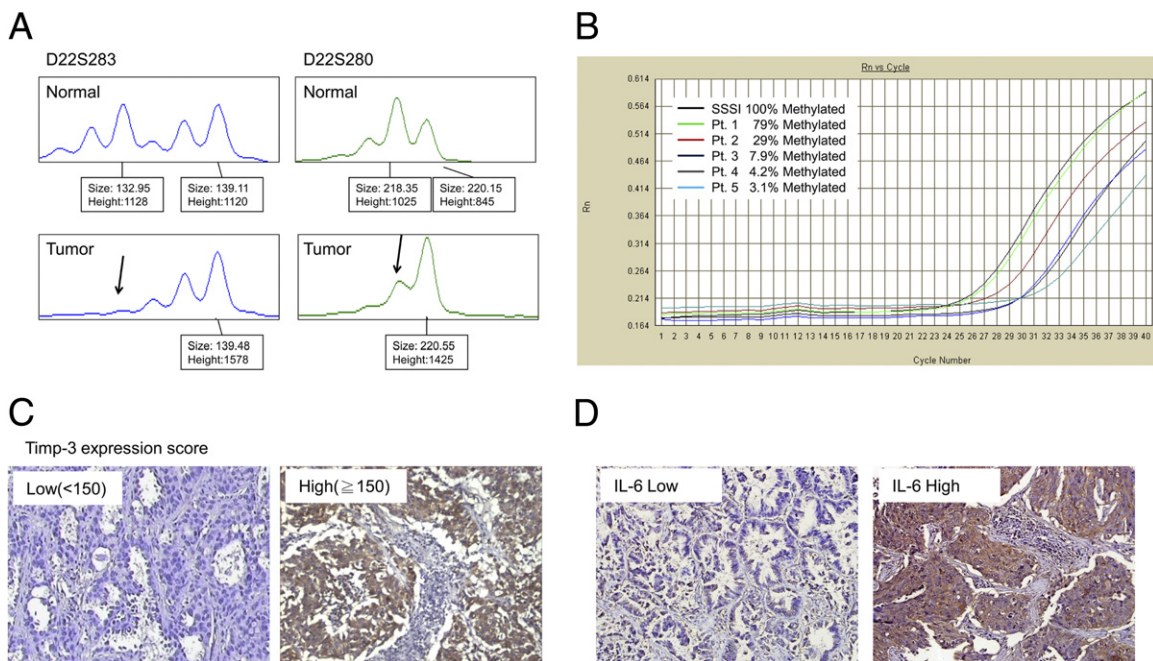 A
D22S283
D22S280
Normal
Normal
Size: 132.95
Height:1128
Size: 139.11
Height:1120
Size: 218.35
Height:1025
Size: 220.15
Height:845
Tumor
Tumor
Size: 139.48
Height:1578
Size: 220.55
Height:1425
B
Rn vs Cycle
0.614
0.564
0.514
0.464
0.414
0.364
0.314
0.264
0.214
0.164
Rn
SSSI 100% Methylated
Pt. 1 79% Methylated
Pt. 2 29% Methylated
Pt. 3 7.9% Methylated
Pt. 4 4.2% Methylated
Pt. 5 3.1% Methylated
1 2 3 4 5 6 7 8 9 10 11 12 13 14 15 16 17 18 19 20 21 22 23 24 25 26 27 28 29 30 31 32 33 34 35 36 37 38 39 40
Cycle Number
C
Timp-3 expression score
Low(<150)
High(≧150)
D
IL-6 Low
IL-6 High